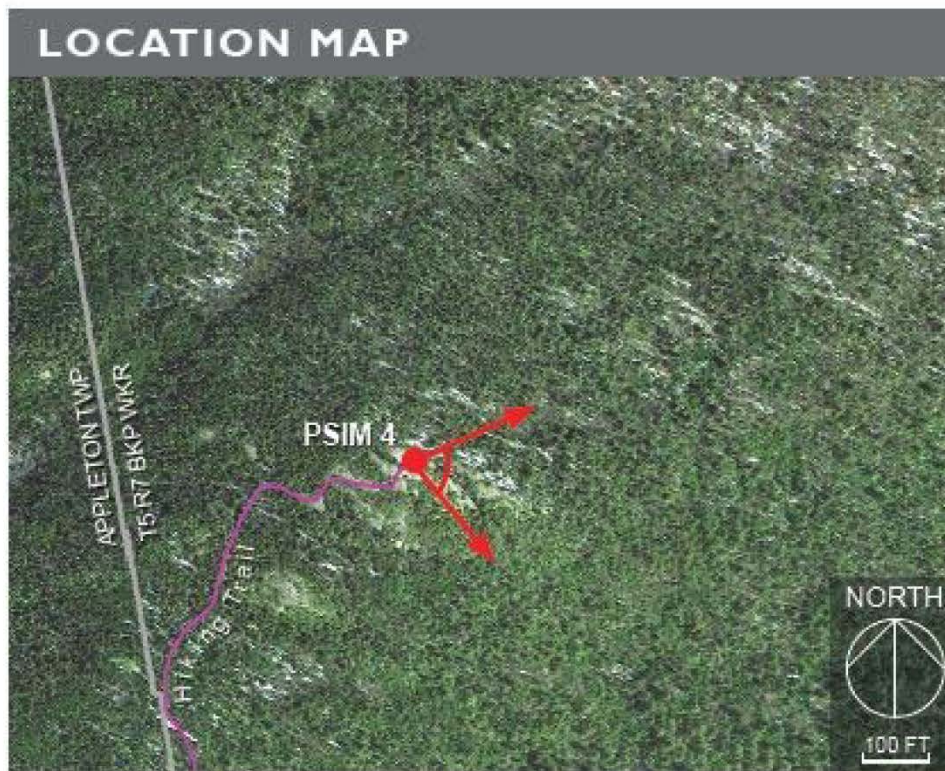 LOCATION MAP
APPLETON TWP
T5 R7 BKP WKR
PSIM 4
Hiking Trail
NORTH
100 FT